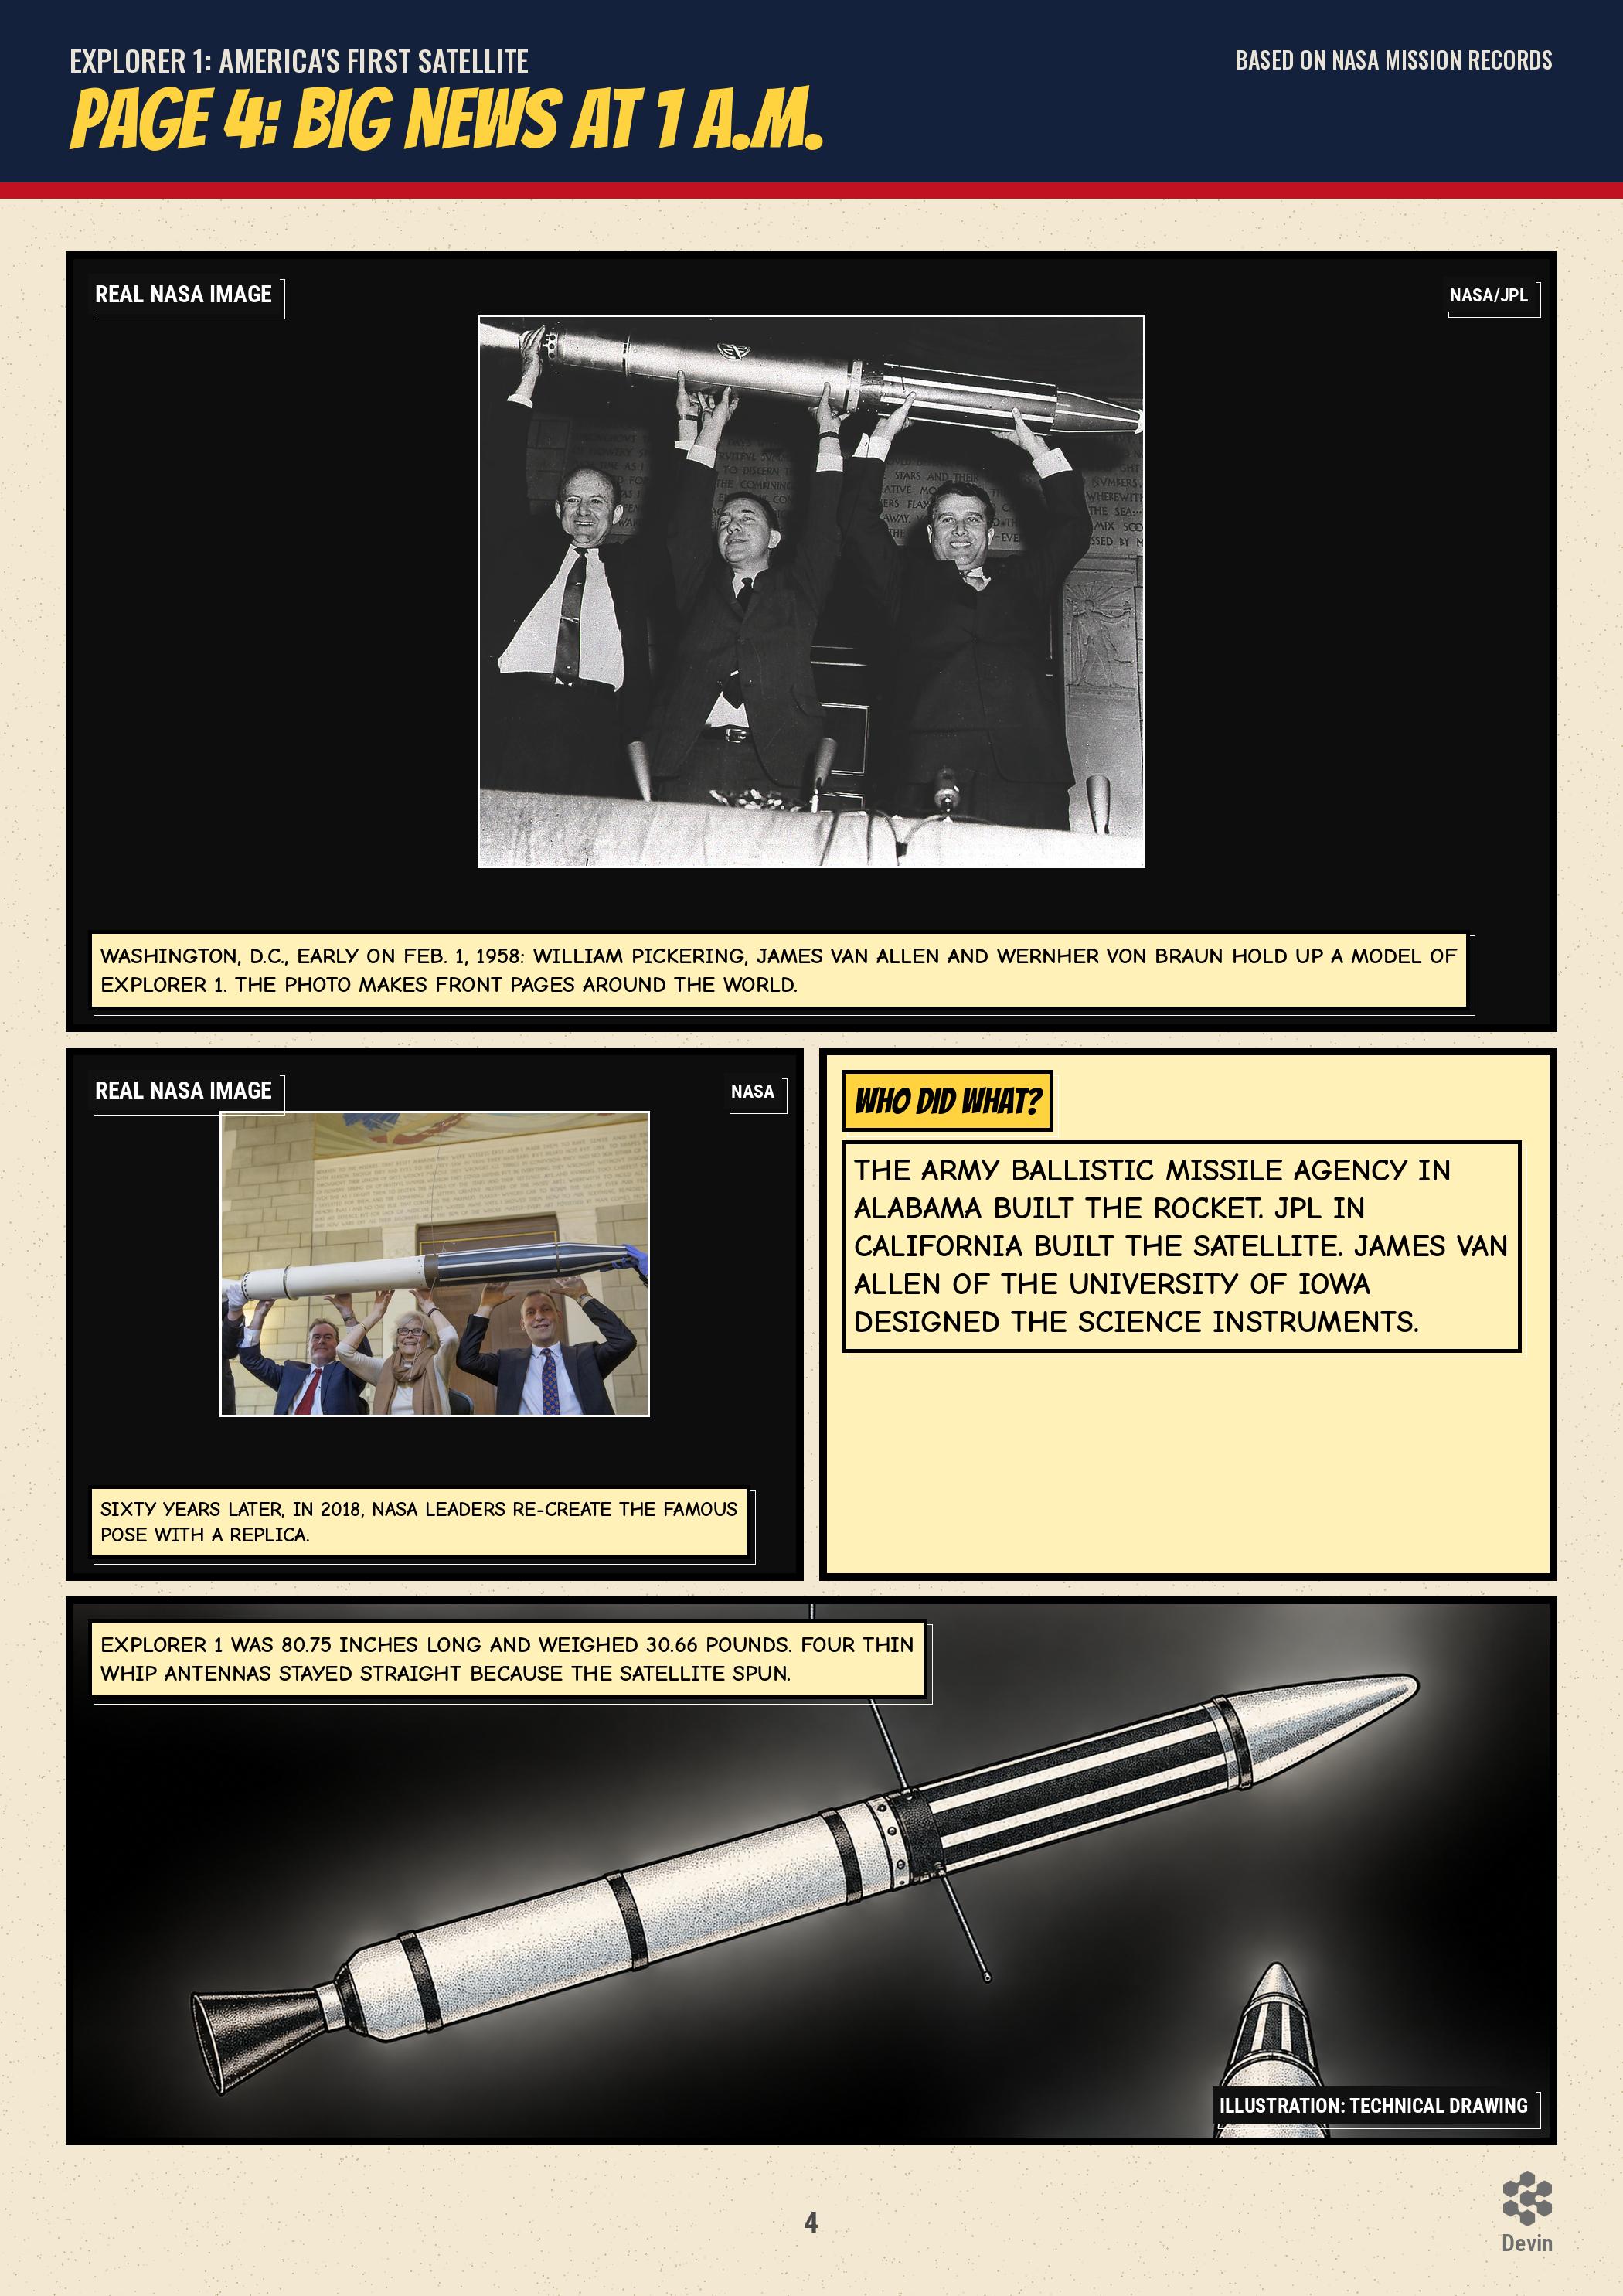 EXPLORER 1: AMERICA'S FIRST SATELLITE
BASED ON NASA MISSION RECORDS
PAGE 4: BIG NEWS AT 1 A.M.
REAL NASA IMAGE
NASA/JPL
WASHINGTON, D.C., EARLY ON FEB. 1, 1958: WILLIAM PICKERING, JAMES VAN ALLEN AND WERNHER VON BRAUN HOLD UP A MODEL OF
EXPLORER 1. THE PHOTO MAKES FRONT PAGES AROUND THE WORLD.
REAL NASA IMAGE
NASA
SIXTY YEARS LATER, IN 2018, NASA LEADERS RE-CREATE THE FAMOUS
POSE WITH A REPLICA.
WHO DID WHAT?
THE ARMY BALLISTIC MISSILE AGENCY IN
ALABAMA BUILT THE ROCKET. JPL IN
CALIFORNIA BUILT THE SATELLITE. JAMES VAN
ALLEN OF THE UNIVERSITY OF IOWA
DESIGNED THE SCIENCE INSTRUMENTS.
EXPLORER 1 WAS 80.75 INCHES LONG AND WEIGHED 30.66 POUNDS. FOUR THIN
WHIP ANTENNAS STAYED STRAIGHT BECAUSE THE SATELLITE SPUN.
ILLUSTRATION: TECHNICAL DRAWING
4
Devin